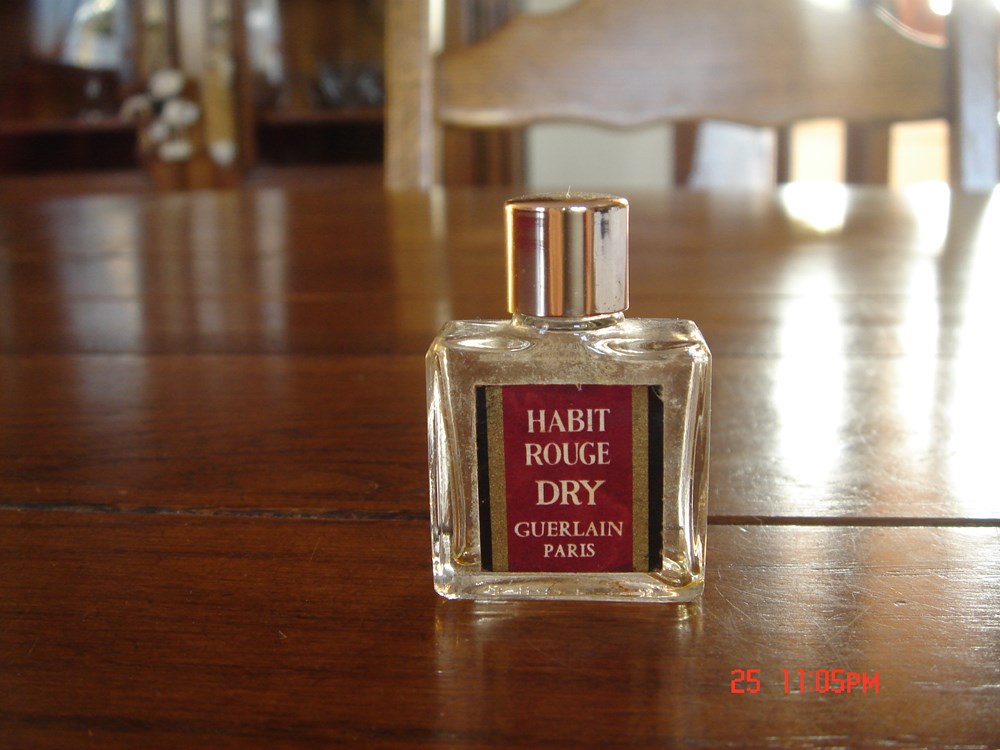 HABIT
ROUGE
DRY
GUERLAIN
PARIS
25 11:05PM